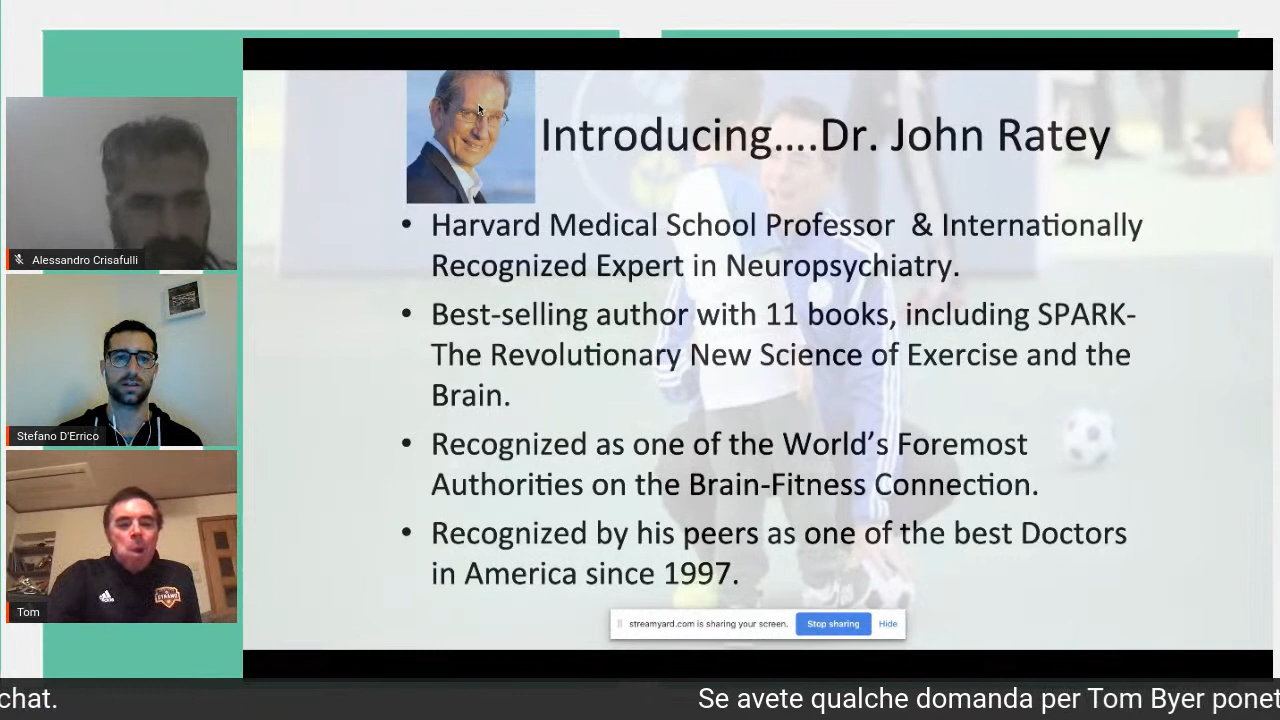 Introducing....Dr. John Ratey
• Harvard Medical School Professor & Internationally
Recognized Expert in Neuropsychiatry.
• Best-selling author with 11 books, including SPARK-
The Revolutionary New Science of Exercise and the
Brain.
• Recognized as one of the World's Foremost
Authorities on the Brain-Fitness Connection.
• Recognized by his peers as one of the best Doctors
in America since 1997.
streamyard.com is sharing your screen. Stop sharing Hide
Alessandro Crisafulli
Stefano D'Errico
DYNAMO
Tom
chat. Se avete qualche domanda per Tom Byer ponet